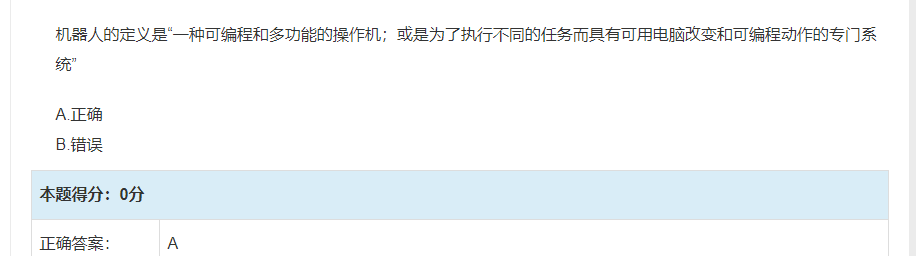 机器人的定义是“一种可编程和多功能的操作机；或是为了执行不同的任务而具有可用电脑改变和可编程动作的专门系
统”
A.正确
B.错误
本题得分：0分
正确答案： A